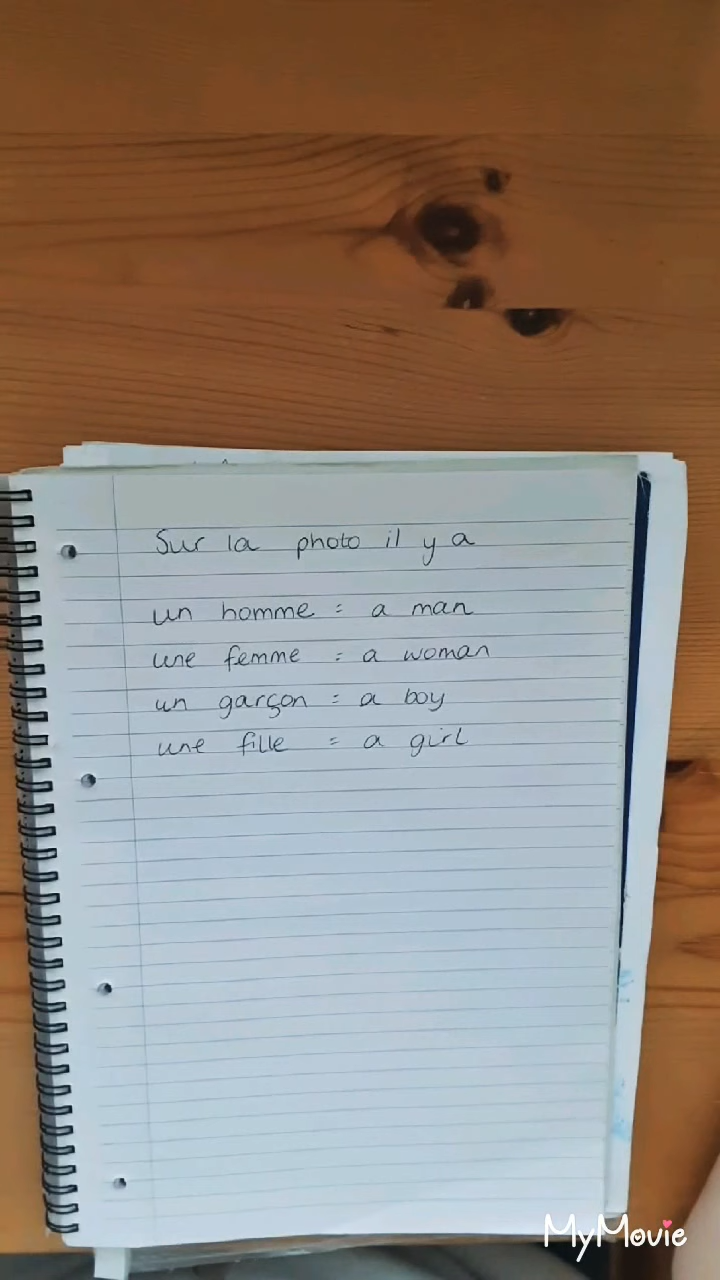 Sur la photo il y a
un homme = a man
une femme = a woman
un garçon = a boy
une fille = a girl
MyMovie